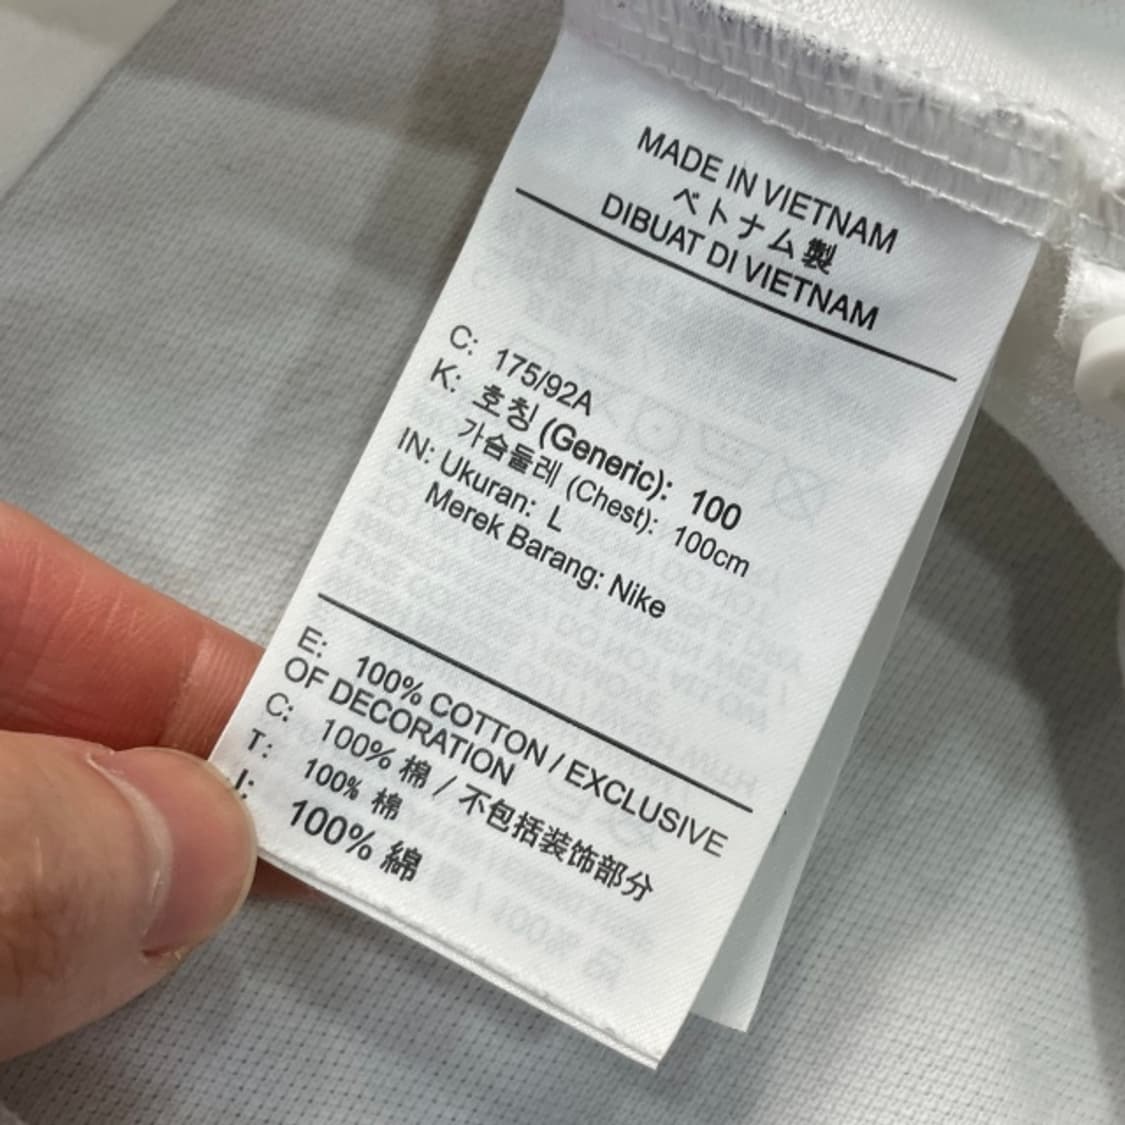 MADE IN VIETNAM
ベトナム製
DIBUAT DI VIETNAM
C: 175/92A
K: 호칭 (Generic): 100
가슴둘레 (Chest): 100cm
IN: Ukuran: L
Merek Barang: Nike
E: 100% COTTON / EXCLUSIVE
OF DECORATION
C: 100% 棉 / 不包括装饰部分
T: 100% 棉
J: 100% 綿